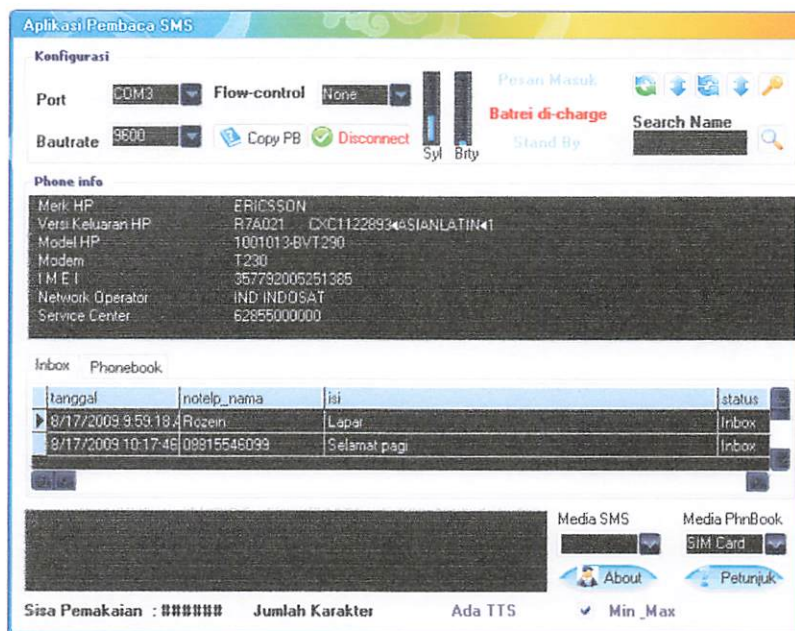 Aplikasi Pembaca SMS
Konfigurasi
Port COM3 Flow-control None
Bautrate 9600 Copy PB Disconnect
Syl Brty
Pesan Masuk
Batrei di-charge
Stand By
Search Name
Phone info
Merk HP ERICSSON
Versi Keluaran HP R7A021 CXC1122893◄ASIANLATIN◄1
Model HP 1001013-BVT290
Modem T230
I M E I 357792005251385
Network Operator IND INDOSAT
Service Center 62855000000
Inbox Phonebook
tanggal notelp_nama isi status
8/17/2009 9:59:18 A Rozein Lapar Inbox
8/17/2009 10:17:46 08815546099 Selamat pagi Inbox
Media SMS Media PhnBook
SIM Card
About Petunjuk
Sisa Pemakaian : ###### Jumlah Karakter Ada TTS Min_Max